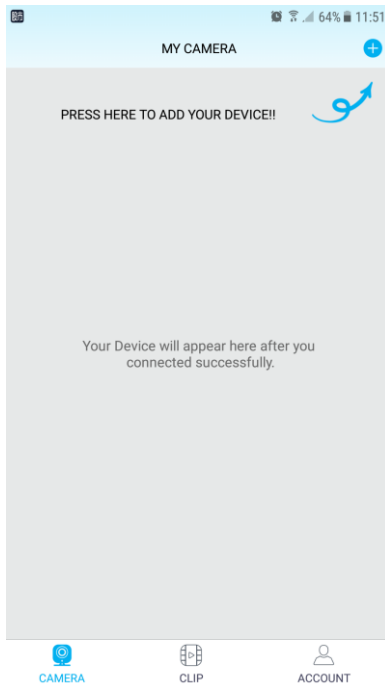 64% 11:51
MY CAMERA
PRESS HERE TO ADD YOUR DEVICE!!
Your Device will appear here after you
connected successfully.
CAMERA
CLIP
ACCOUNT